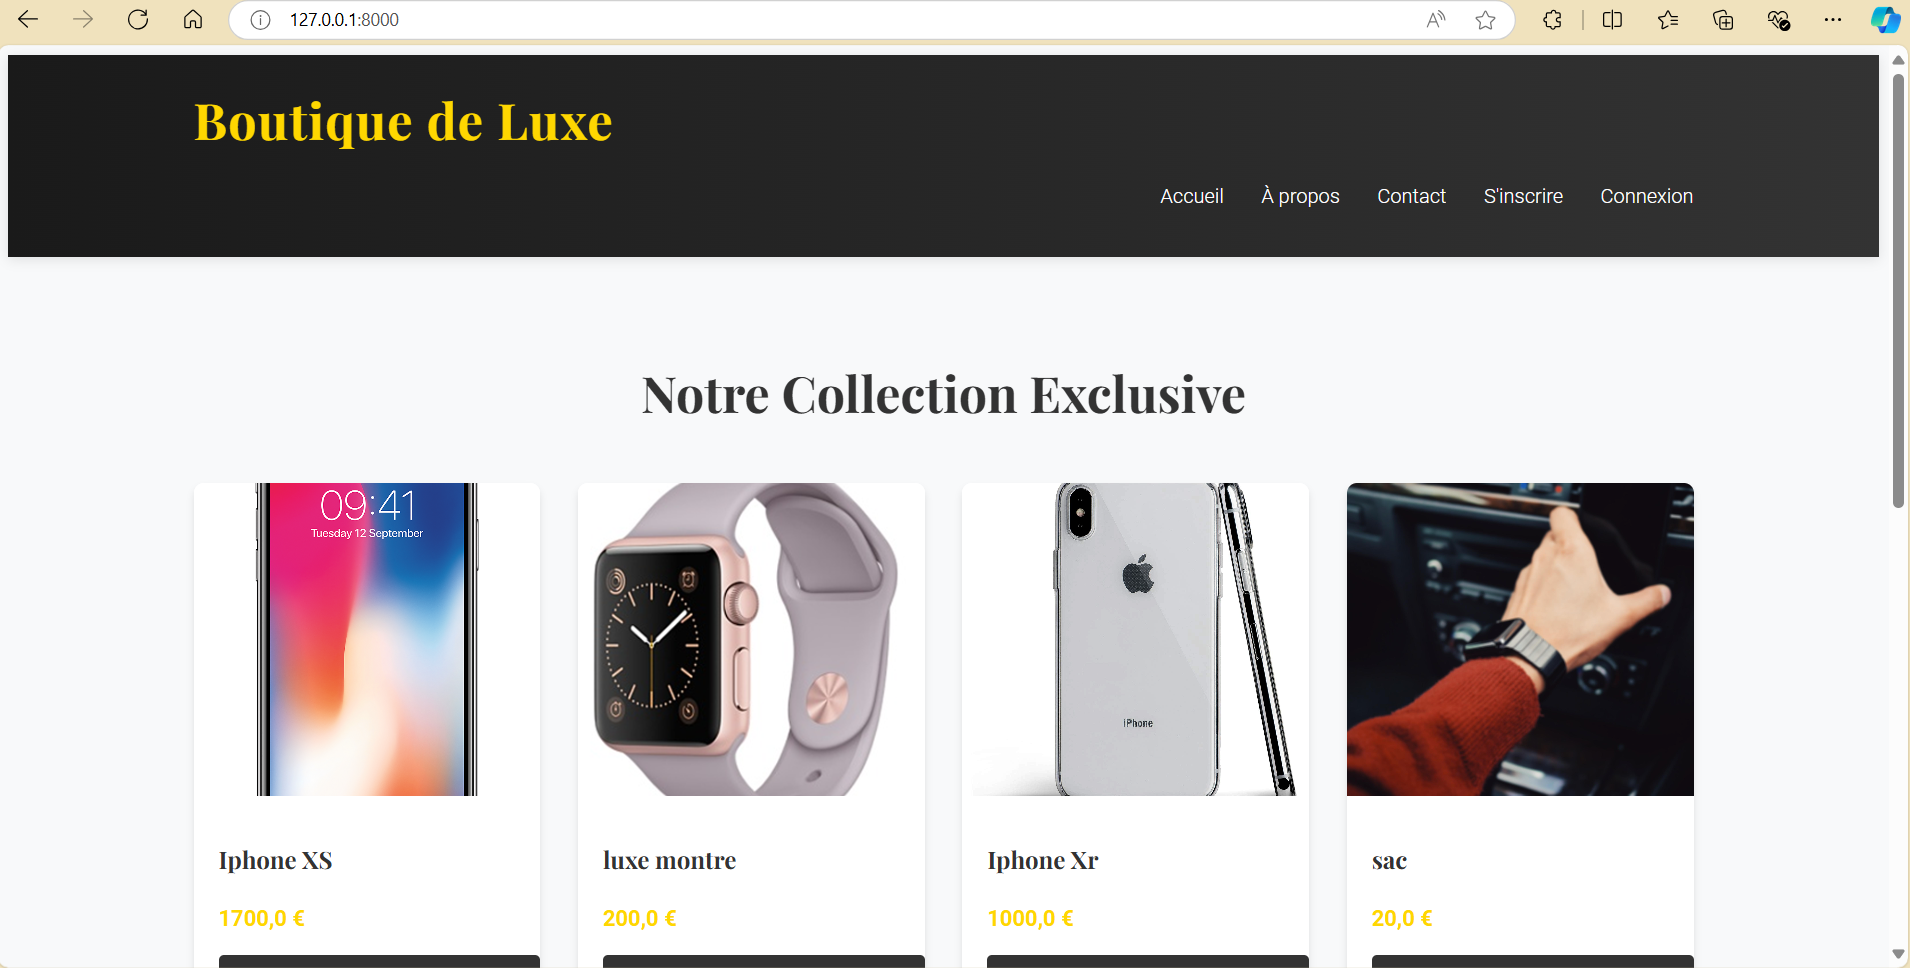 127.0.0.1:8000
Boutique de Luxe
Accueil À propos Contact S'inscrire Connexion
Notre Collection Exclusive
09:41
Tuesday 12 September
iPhone
Iphone XS
luxe montre
Iphone Xr
sac
1700,0 €
200,0 €
1000,0 €
20,0 €